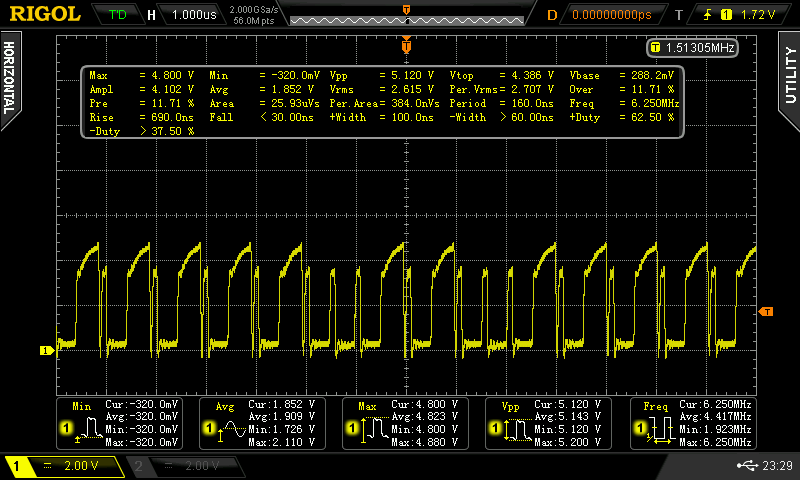 RIGOL T'D H 1.000us 2.000GSa/s 56.0M pts D 0.00000000ps T 1 1.72 V
HORIZONTAL
UTILITY
T
T 1.51305MHz
Max = 4.800 V Min = -320.0mV Vpp = 5.120 V Vtop = 4.386 V Vbase = 288.2mV
Ampl = 4.102 V Avg = 1.852 V Vrms = 2.615 V Per.Vrms= 2.707 V Over = 11.71 %
Pre = 11.71 % Area = 25.93uVs Per.Area= 384.0nVs Period = 160.0ns Freq = 6.250MHz
Rise = 690.0ns Fall < 30.00ns +Width = 100.0ns -Width > 60.00ns +Duty = 62.50 %
-Duty > 37.50 %
T
1
Min Cur:-320.0mV Avg Cur:1.852 V Max Cur:4.800 V Vpp Cur:5.120 V Freq Cur:6.250MHz
Avg:-320.0mV Avg:1.909 V Avg:4.823 V Avg:5.143 V Avg:4.417MHz
1 Min:-320.0mV 1 Min:1.726 V 1 Min:4.800 V 1 Min:5.120 V 1 Min:1.923MHz
Max:-320.0mV Max:2.110 V Max:4.880 V Max:5.200 V Max:6.250MHz
1 2.00 V 2 2.00 V 23:29